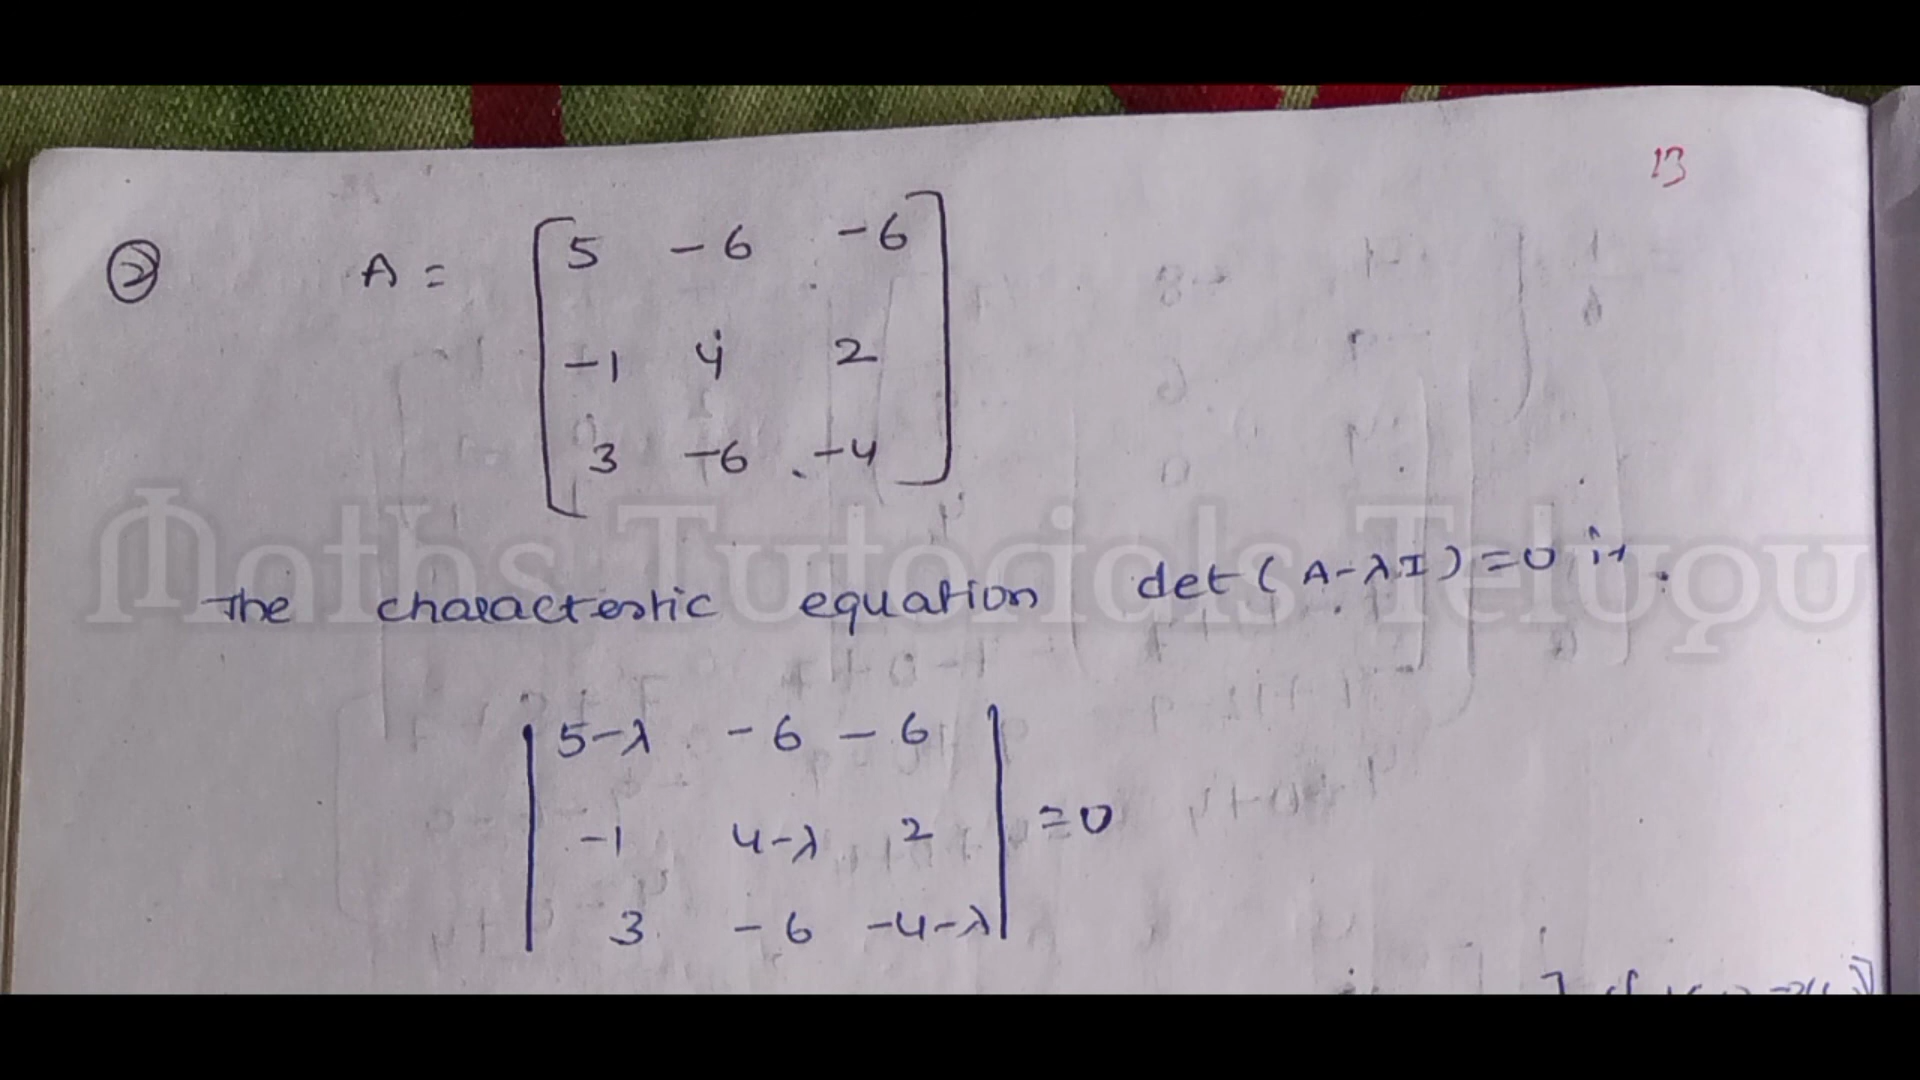 13
② A = [ 5 -6 -6
-1 4 2
3 -6 -4 ]
Maths Tutorials Telugu
The charactestic equation det (A-λI) = 0 is
| 5-λ -6 -6 |
| -1 4-λ 2 | = 0
| 3 -6 -4-λ |